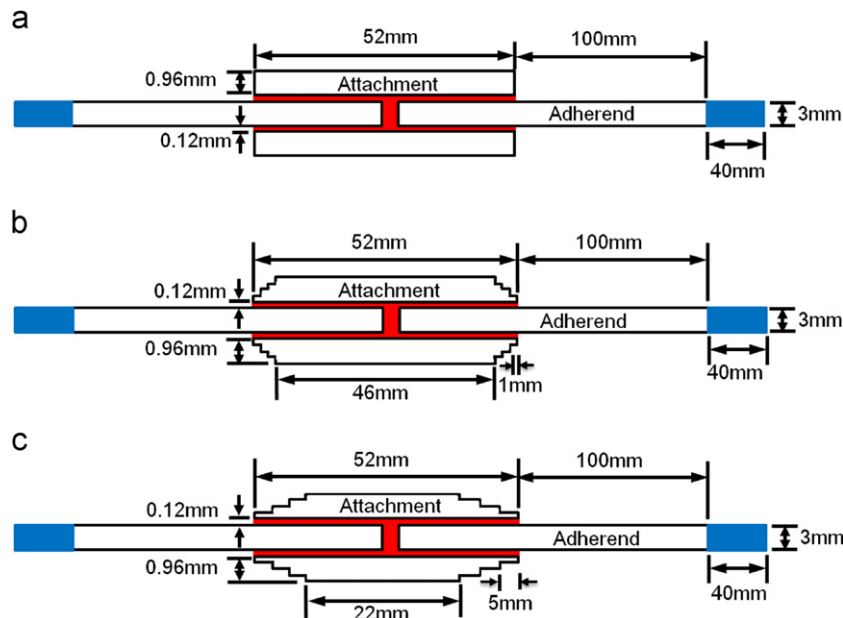 a
52mm
100mm
0.96mm
Attachment
Adherend
3mm
0.12mm
40mm
b
52mm
100mm
0.12mm
Attachment
Adherend
3mm
0.96mm
46mm
1mm
40mm
c
52mm
100mm
0.12mm
Attachment
Adherend
3mm
0.96mm
22mm
5mm
40mm